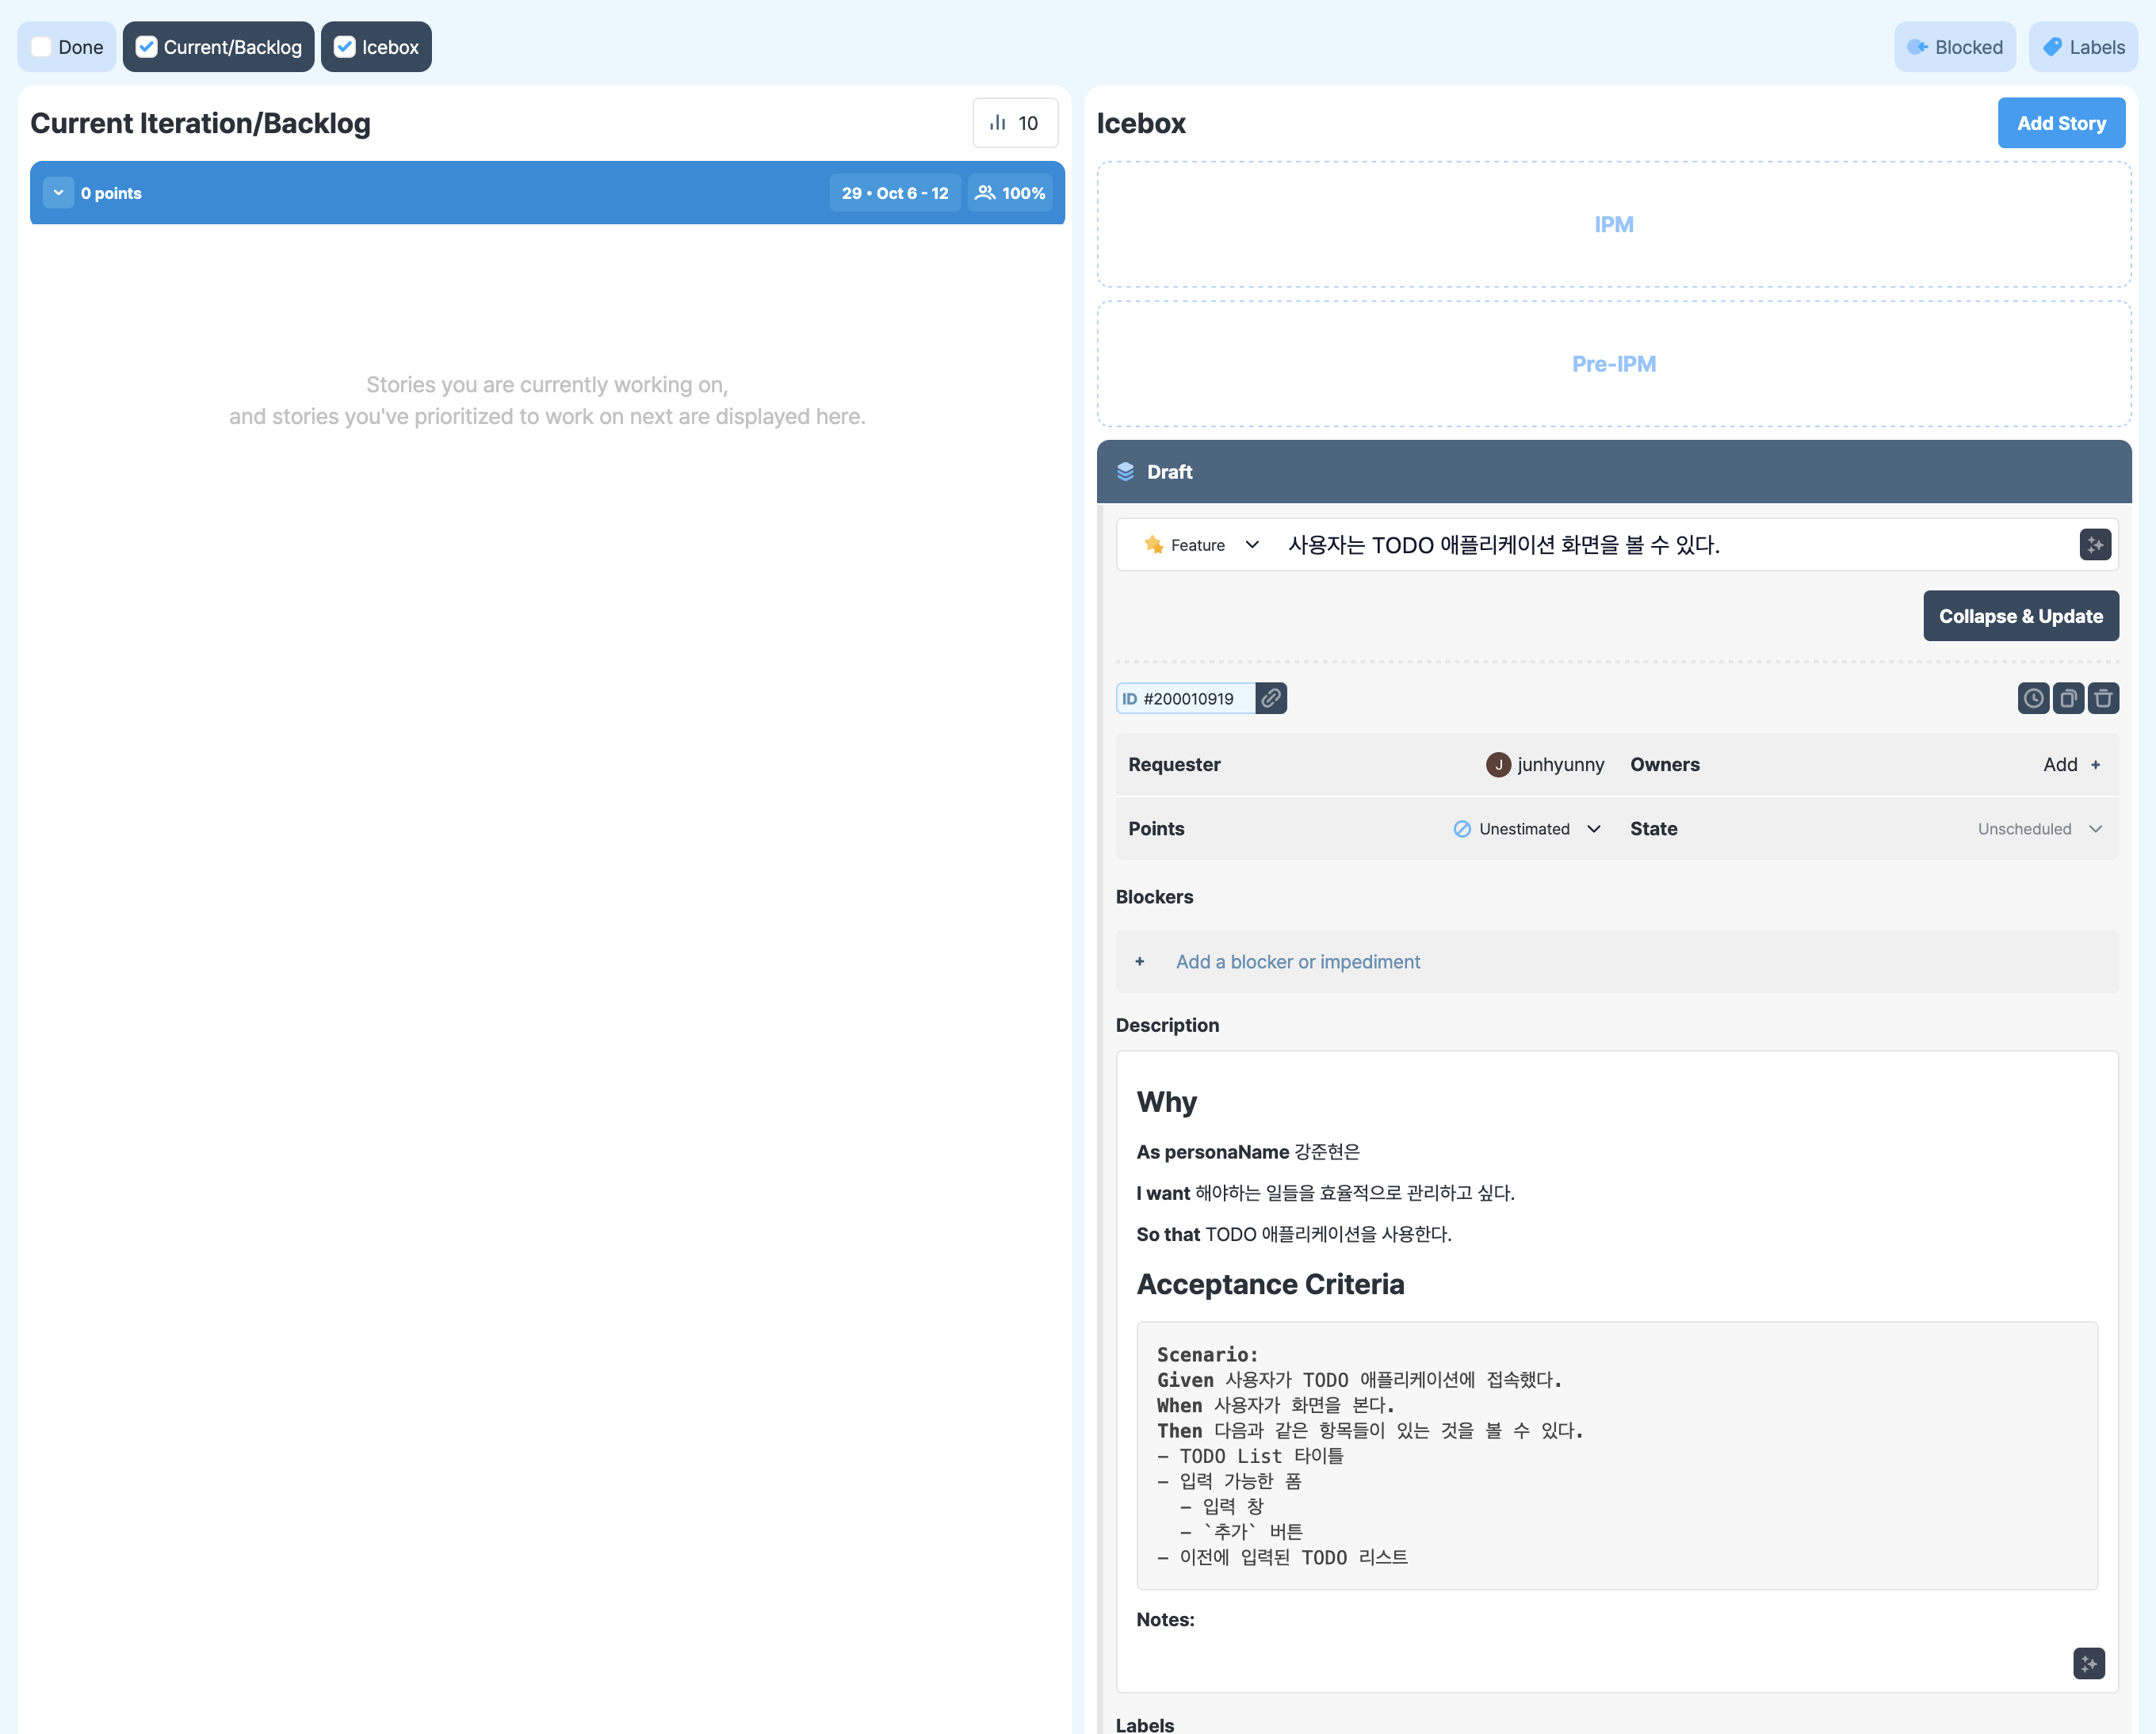 Done
Current/Backlog
Icebox
Blocked
Labels
Current Iteration/Backlog
10
0 points
29 • Oct 6 - 12
100%
Stories you are currently working on,
and stories you've prioritized to work on next are displayed here.
Icebox
Add Story
IPM
Pre-IPM
Draft
Feature
사용자는 TODO 애플리케이션 화면을 볼 수 있다.
Collapse & Update
ID #200010919
Requester
J
junhyunny
Owners
Add +
Points
Unestimated
State
Unscheduled
Blockers
+ Add a blocker or impediment
Description
Why
As personaName 강준현은
I want 해야하는 일들을 효율적으로 관리하고 싶다.
So that TODO 애플리케이션을 사용한다.
Acceptance Criteria
Scenario:
Given 사용자가 TODO 애플리케이션에 접속했다.
When 사용자가 화면을 본다.
Then 다음과 같은 항목들이 있는 것을 볼 수 있다.
- TODO List 타이틀
- 입력 가능한 폼
- 입력 창
- `추가` 버튼
- 이전에 입력된 TODO 리스트
Notes:
Labels